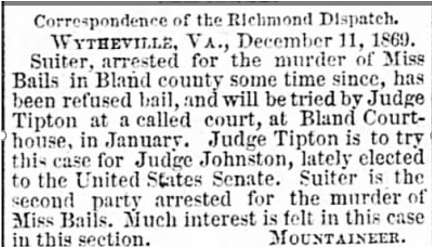 Correspondence of the Richmond Dispatch.
WYTHEVILLE, VA., December 11, 1869.
Suiter, arrested for the murder of Miss
Bails in Bland county some time since, has
been refused bail, and will be tried by Judge
Tipton at a called court, at Bland Court-
house, in January. Judge Tipton is to try
this case for Judge Johnston, lately elected
to the United States Senate. Suiter is the
second party arrested for the murder of
Miss Bails. Much interest is felt in this case
in this section. MOUNTAINEER.